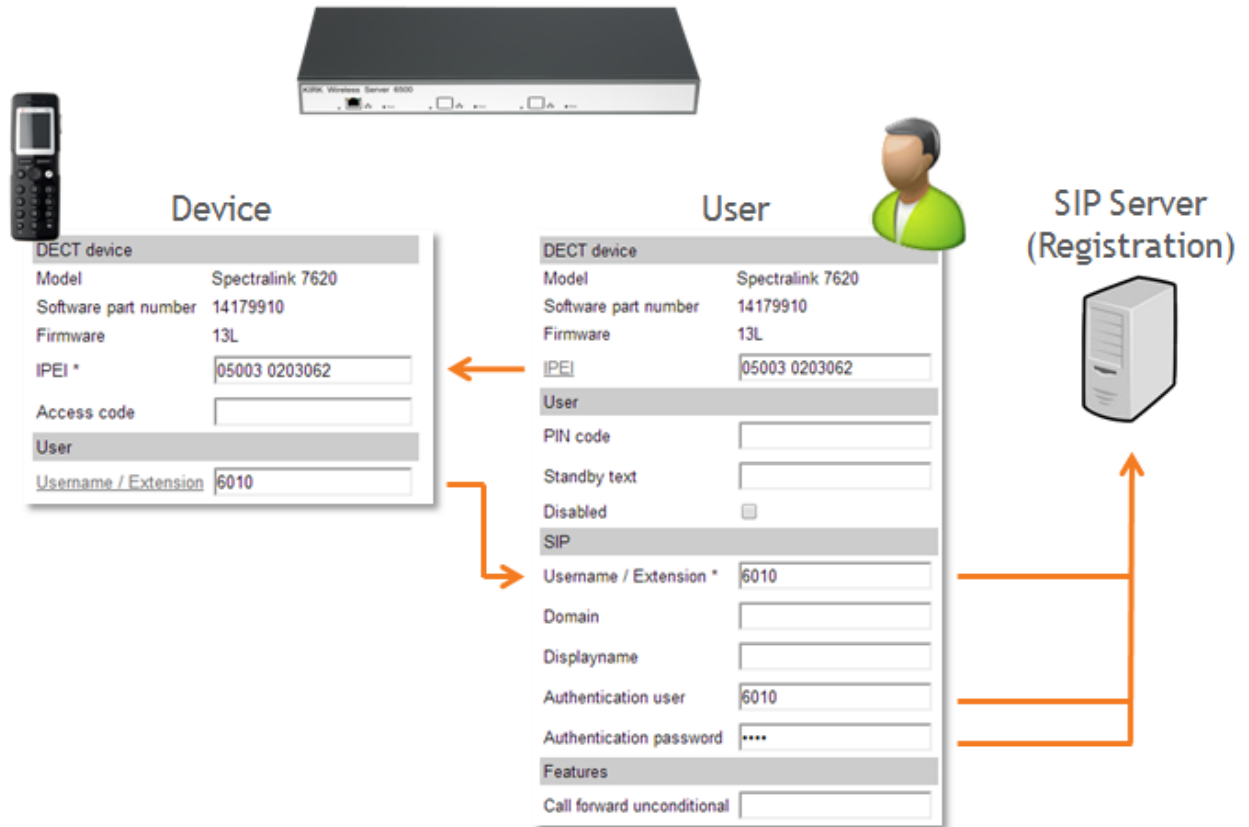 KIRK Wireless Server 6500
Device
DECT device
Model Spectralink 7620
Software part number 14179910
Firmware 13L
IPEI * 05003 0203062
Access code
User
Username / Extension 6010
User
DECT device
Model Spectralink 7620
Software part number 14179910
Firmware 13L
IPEI 05003 0203062
User
PIN code
Standby text
Disabled
SIP
Username / Extension * 6010
Domain
Displayname
Authentication user 6010
Authentication password ••••
Features
Call forward unconditional
SIP Server
(Registration)